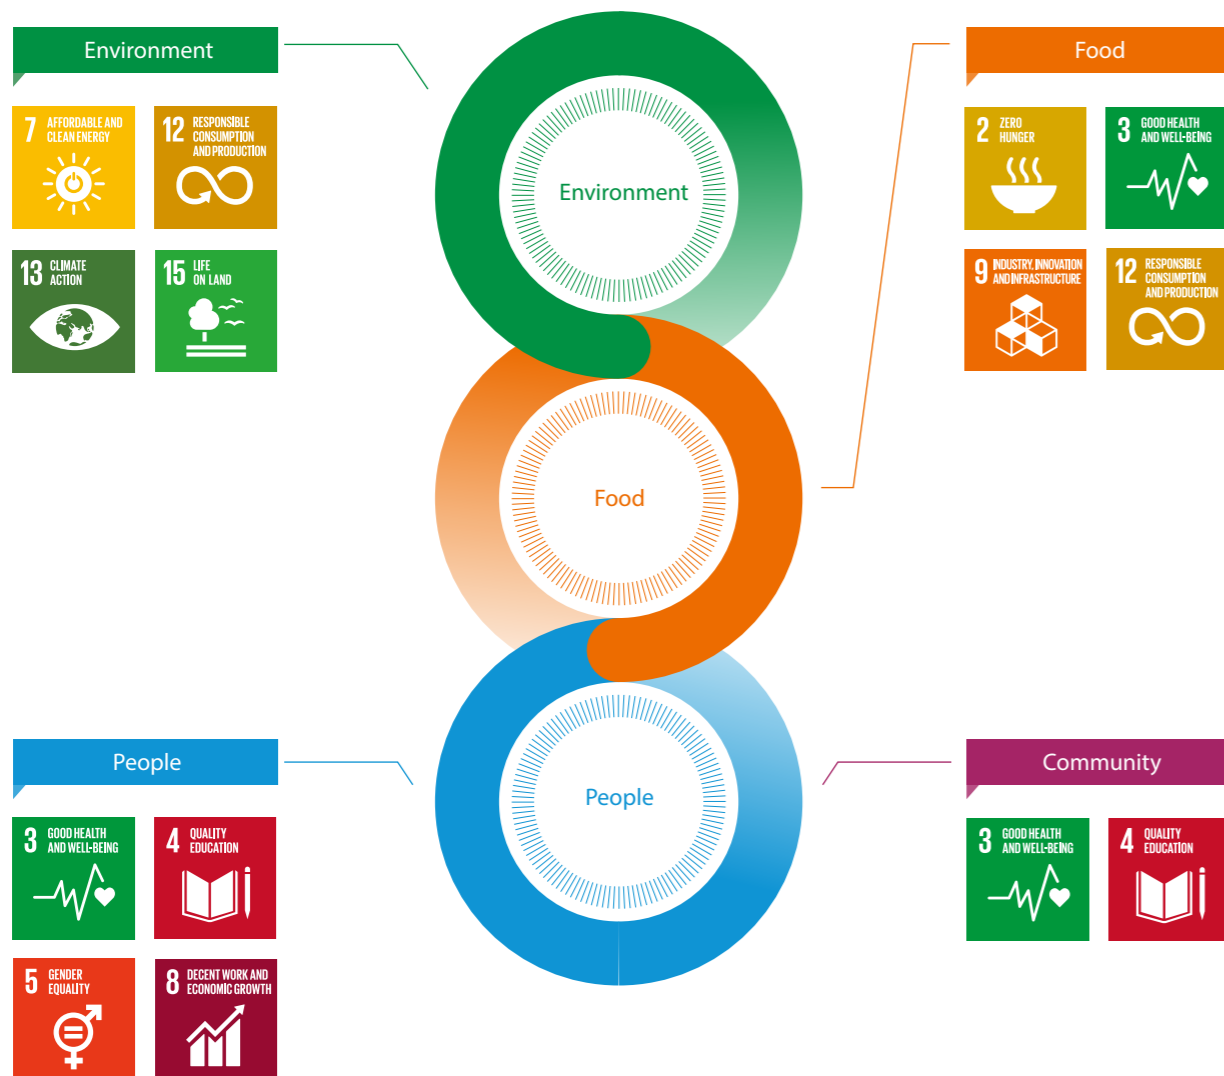 Environment
7 AFFORDABLE AND
CLEAN ENERGY
12 RESPONSIBLE
CONSUMPTION
AND PRODUCTION
13 CLIMATE
ACTION
15 LIFE
ON LAND
Environment
Food
2 ZERO
HUNGER
3 GOOD HEALTH
AND WELL-BEING
9 INDUSTRY, INNOVATION
AND INFRASTRUCTURE
12 RESPONSIBLE
CONSUMPTION
AND PRODUCTION
Food
People
3 GOOD HEALTH
AND WELL-BEING
4 QUALITY
EDUCATION
5 GENDER
EQUALITY
8 DECENT WORK AND
ECONOMIC GROWTH
People
Community
3 GOOD HEALTH
AND WELL-BEING
4 QUALITY
EDUCATION